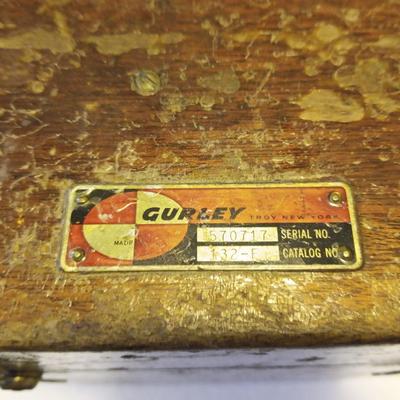 GURLEY
TROY, NEW YORK
MADE
570717 SERIAL NO.
132-F CATALOG NO.